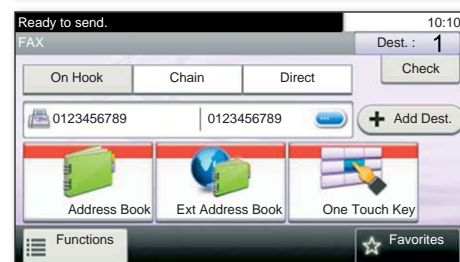 Ready to send.
10:10
FAX
Dest. : 1
On Hook
Chain
Direct
Check
0123456789
0123456789
Add Dest.
Address Book
Ext Address Book
One Touch Key
Functions
Favorites